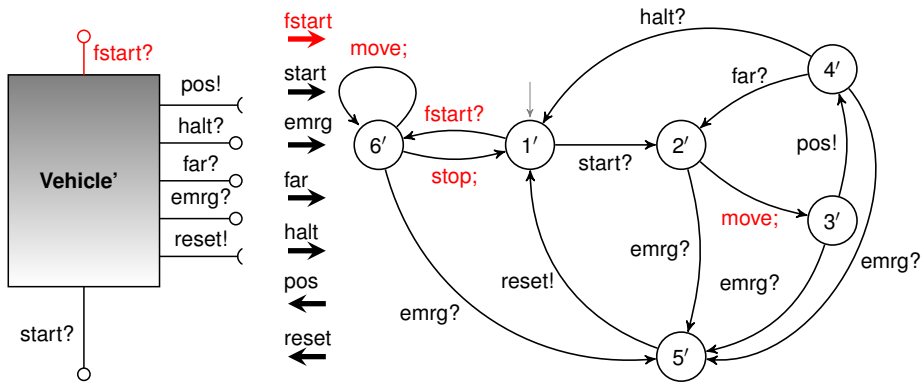 fstart?
pos!
halt?
far?
emrg?
reset!
Vehicle’
start?
fstart
start
emrg
far
halt
pos
reset
move;
fstart?
stop;
6′
1′
start?
2′
halt?
far?
4′
pos!
move;
3′
emrg?
emrg?
emrg?
reset!
emrg?
5′